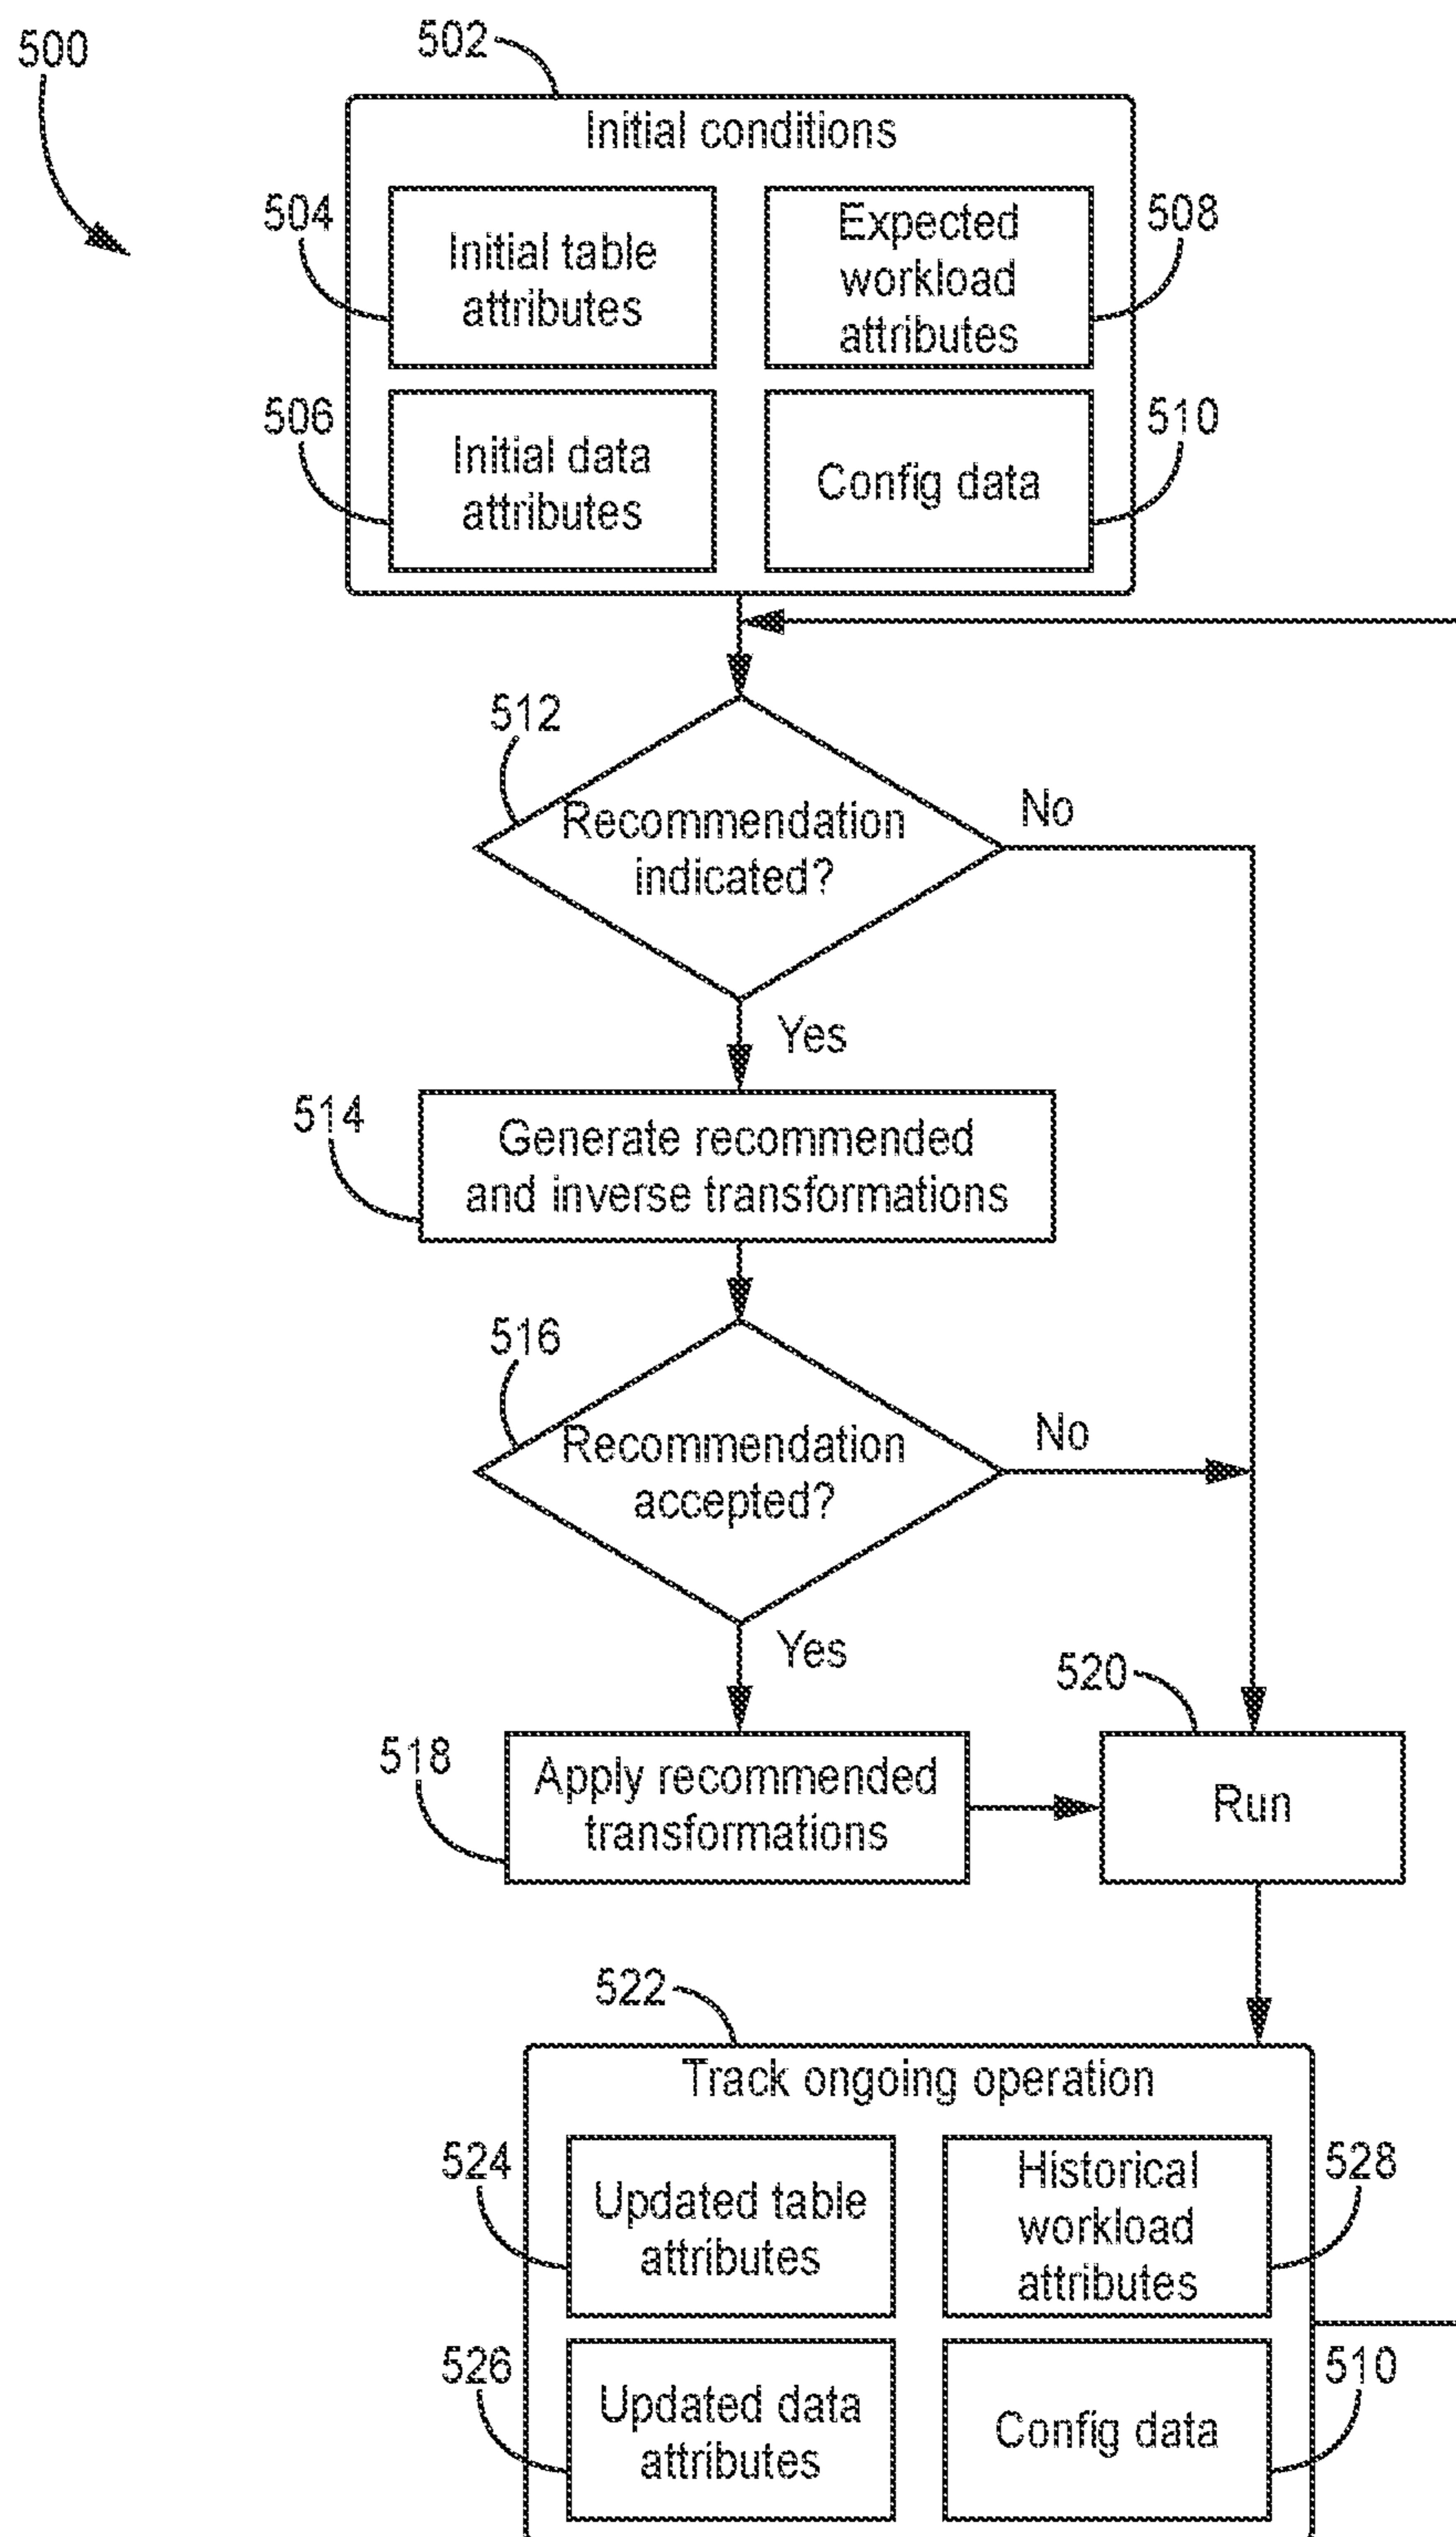 500
502
Initial conditions
504
Initial table
attributes
Expected
workload
attributes
508
506
Initial data
attributes
Config data
510
512
Recommendation
indicated?
No
Yes
514
Generate recommended
and inverse transformations
516
Recommendation
accepted?
No
Yes
518
Apply recommended
transformations
520
Run
522
Track ongoing operation
524
Updated table
attributes
Historical
workload
attributes
528
526
Updated data
attributes
Config data
510